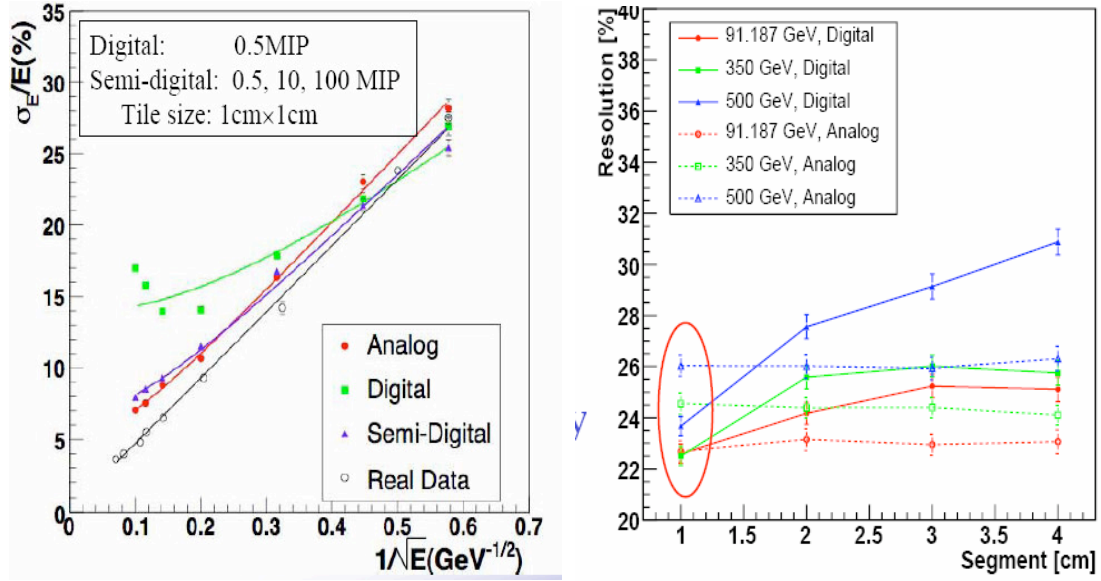 35
30
25
20
15
10
5
0
σE/E(%)
Digital: 0.5MIP
Semi-digital: 0.5, 10, 100 MIP
Tile size: 1cm×1cm
Analog
Digital
Semi-Digital
Real Data
0 0.1 0.2 0.3 0.4 0.5 0.6 0.7
1/√E(GeV-1/2)
40
38
36
34
32
30
28
26
24
22
20
Resolution [%]
91.187 GeV, Digital
350 GeV, Digital
500 GeV, Digital
91.187 GeV, Analog
350 GeV, Analog
500 GeV, Analog
1 1.5 2 2.5 3 3.5 4
Segment [cm]